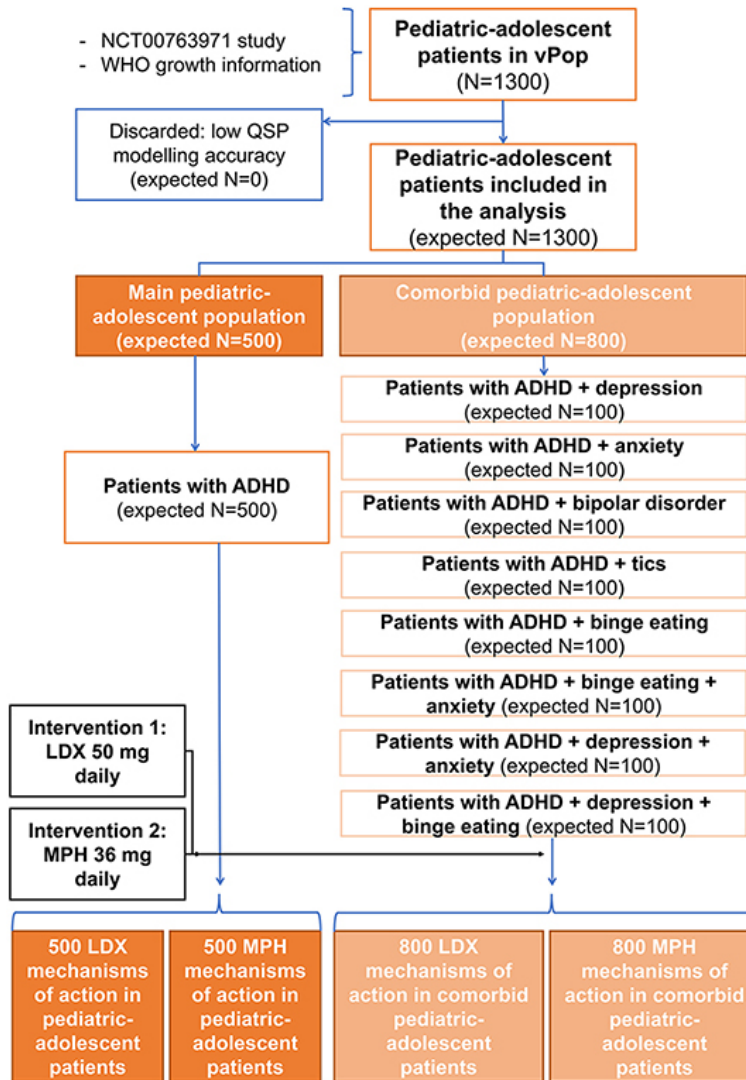 - NCT00763971 study
- WHO growth information
Pediatric-adolescent
patients in vPop
(N=1300)
Discarded: low QSP
modelling accuracy
(expected N=0)
Pediatric-adolescent
patients included in
the analysis
(expected N=1300)
Main pediatric-
adolescent population
(expected N=500)
Comorbid pediatric-adolescent
population
(expected N=800)
Patients with ADHD
(expected N=500)
Patients with ADHD + depression
(expected N=100)
Patients with ADHD + anxiety
(expected N=100)
Patients with ADHD + bipolar disorder
(expected N=100)
Patients with ADHD + tics
(expected N=100)
Patients with ADHD + binge eating
(expected N=100)
Patients with ADHD + binge eating +
anxiety (expected N=100)
Patients with ADHD + depression +
anxiety (expected N=100)
Patients with ADHD + depression +
binge eating (expected N=100)
Intervention 1:
LDX 50 mg
daily
Intervention 2:
MPH 36 mg
daily
500 LDX
mechanisms
of action in
pediatric-
adolescent
patients
500 MPH
mechanisms
of action in
pediatric-
adolescent
patients
800 LDX
mechanisms of
action in comorbid
pediatric-
adolescent
patients
800 MPH
mechanisms of
action in comorbid
pediatric-
adolescent
patients